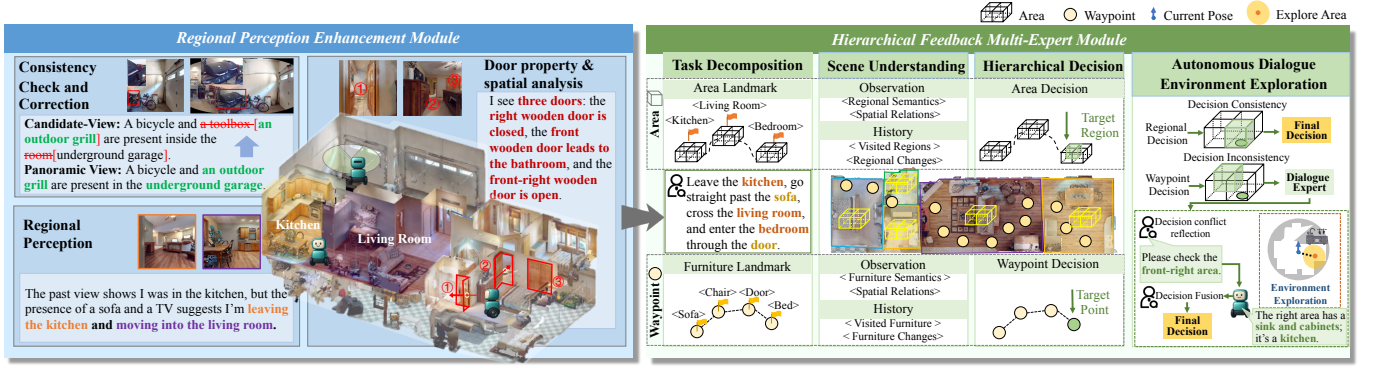 Area
Waypoint
Current Pose
Explore Area
Regional Perception Enhancement Module
Consistency
Check and
Correction
Candidate-View: A bicycle and a toolbox [an
outdoor grill] are present inside the
room[underground garage].
Panoramic View: A bicycle and an outdoor
grill are present in the underground garage.
Door property &
spatial analysis
①
②
③
I see three doors: the
right wooden door is
closed, the front
wooden door leads to
the bathroom, and the
front-right wooden
door is open.
Regional
Perception
The past view shows I was in the kitchen, but the
presence of a sofa and a TV suggests I'm leaving
the kitchen and moving into the living room.
Kitchen
Living Room
①
②
③
Hierarchical Feedback Multi-Expert Module
Area
Waypoint
Task Decomposition
Area Landmark
<Living Room>
<Kitchen>
<Bedroom>
Leave the kitchen, go
straight past the sofa,
cross the living room,
and enter the bedroom
through the door.
Furniture Landmark
<Chair> <Door>
<Sofa>
<Bed>
Scene Understanding
Observation
<Regional Semantics>
<Spatial Relations>
History
< Visited Regions >
<Regional Changes>
Observation
< Furniture Semantics >
<Spatial Relations>
History
< Visited Furniture >
< Furniture Changes>
Hierarchical Decision
Area Decision
Target
Region
Waypoint Decision
Target
Point
Autonomous Dialogue
Environment Exploration
Decision Consistency
Regional
Decision
Final
Decision
Decision Inconsistency
Waypoint
Decision
Dialogue
Expert
Decision conflict
reflection
Please check the
front-right area.
Decision Fusion
Final
Decision
Environment
Exploration
The right area has a
sink and cabinets;
it's a kitchen.